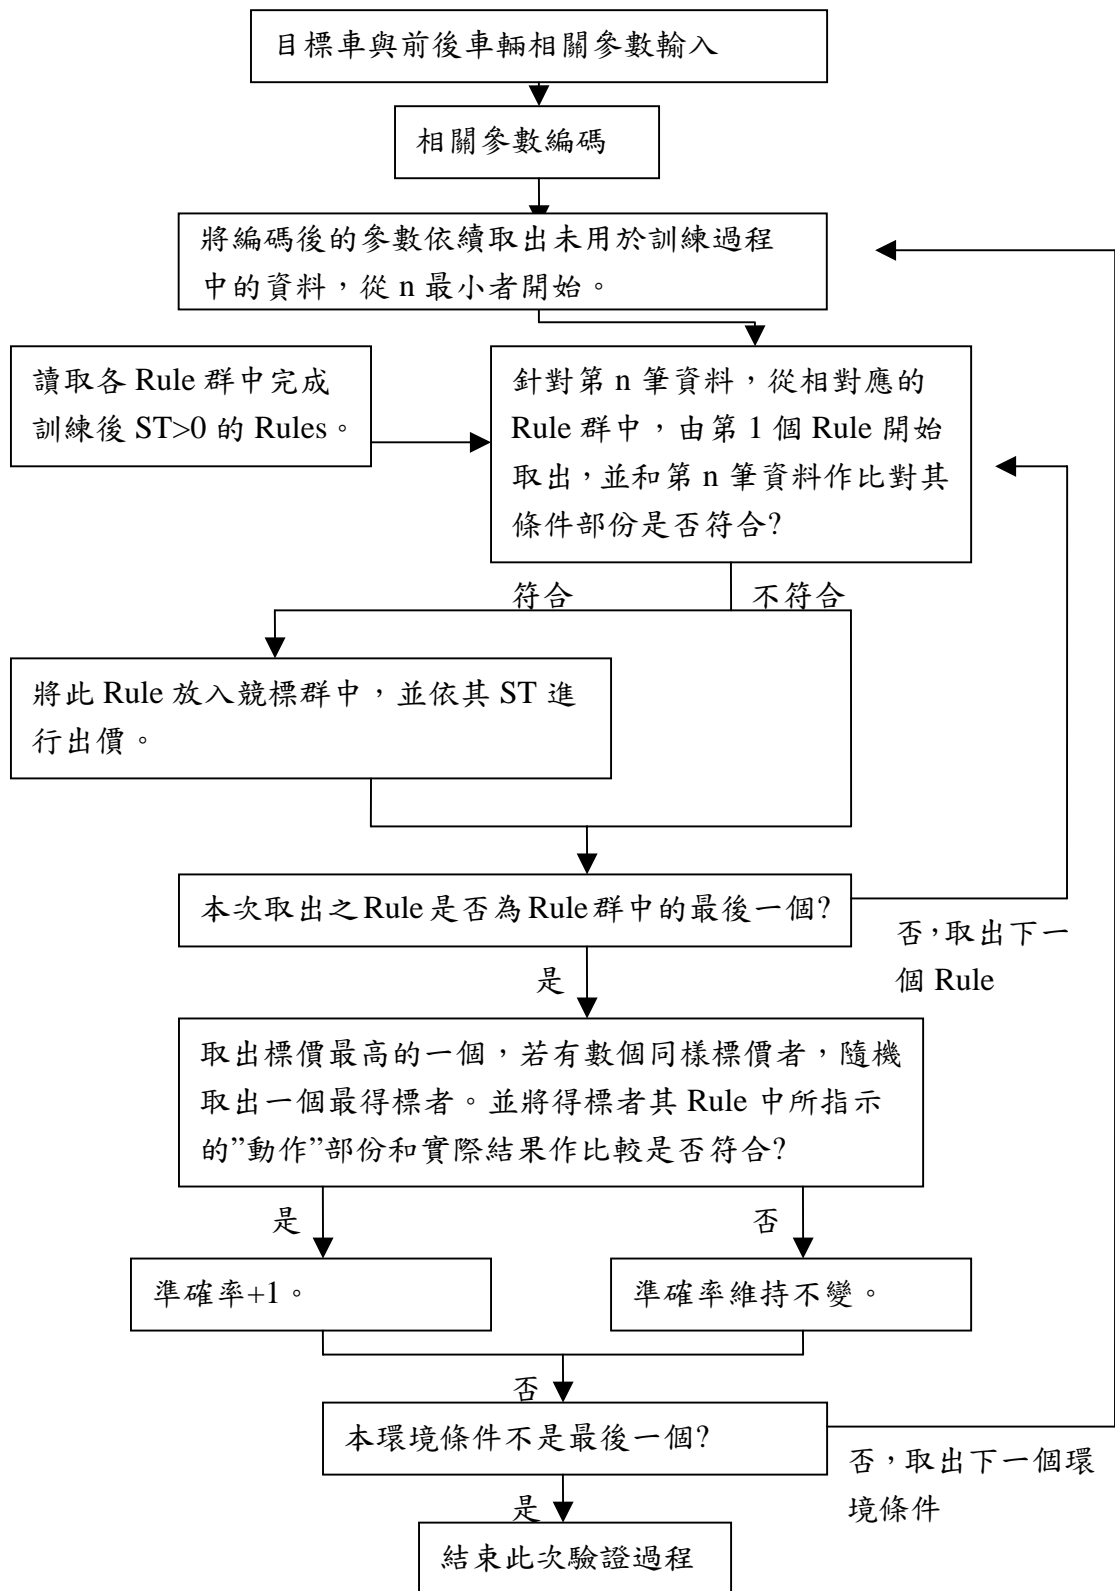 目標車與前後車輛相關參數輸入
相關參數編碼
將編碼後的參數依續取出未用於訓練過程
中的資料，從 n 最小者開始。
讀取各 Rule 群中完成
訓練後 ST>0 的 Rules。
針對第 n 筆資料，從相對應的
Rule 群中，由第 1 個 Rule 開始
取出，並和第 n 筆資料作比對其
條件部份是否符合?
符合
不符合
將此 Rule 放入競標群中，並依其 ST 進
行出價。
本次取出之 Rule 是否為 Rule 群中的最後一個?
否，取出下一
個 Rule
是
取出標價最高的一個，若有數個同樣標價者，隨機
取出一個最得標者。並將得標者其 Rule 中所指示
的”動作”部份和實際結果作比較是否符合?
是
否
準確率+1。
準確率維持不變。
否
本環境條件不是最後一個?
否，取出下一個環
境條件
是
結束此次驗證過程